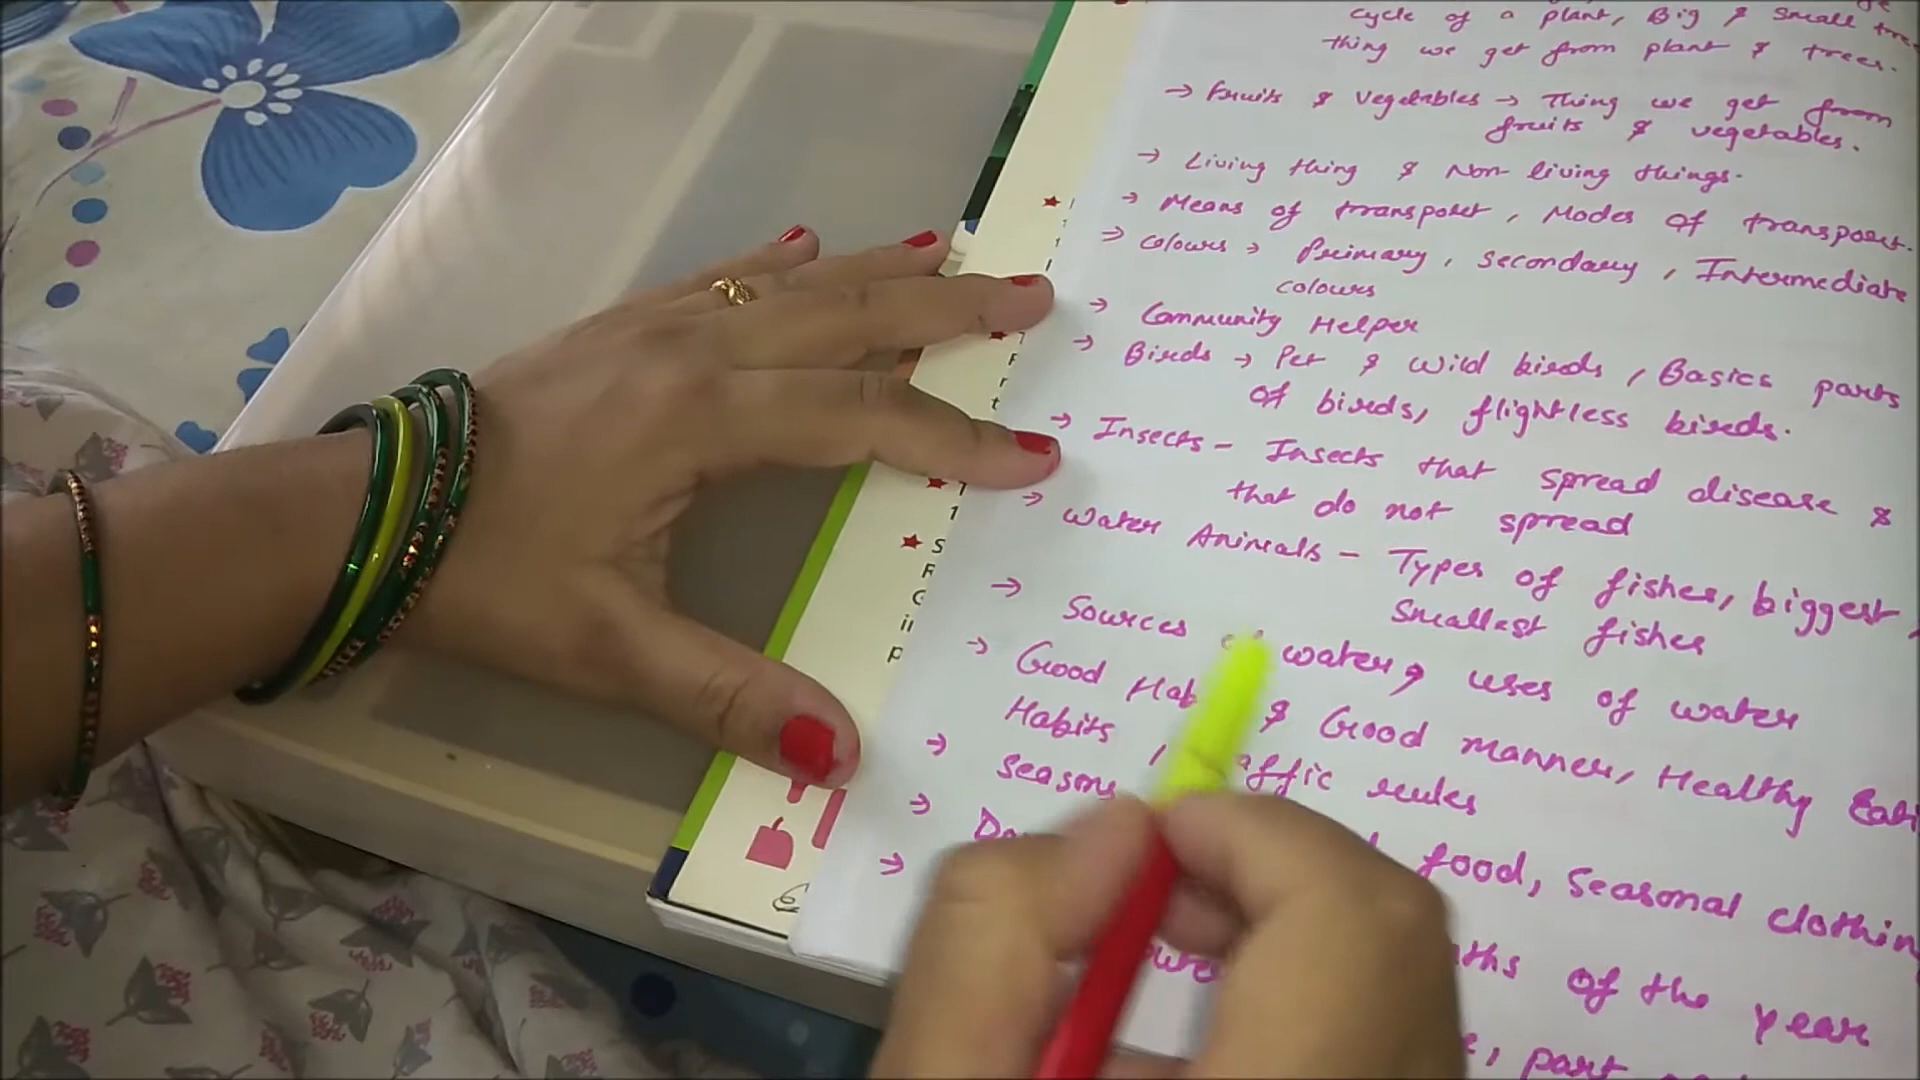 cycle of a plant, Big & small
thing we get from plant & trees.
→ Fruits & vegetables → Thing we get from
fruits & vegetables.
→ Living thing & Non-living things.
→ Means of transport, Modes of transport.
→ colours → Primary, secondary, Intermediate
colours
→ Community Helper
→ Birds → Pet & wild birds, Basics parts
of birds, flightless birds.
→ Insects - Insects that spread disease &
that do not spread
→ Water Animals - Types of fishes, biggest,
smallest fishes
→ Sources of water, uses of water
→ Good & Good manner, Healthy
Habits, rules
→ seasons food, seasonal
→ of the year
→ part